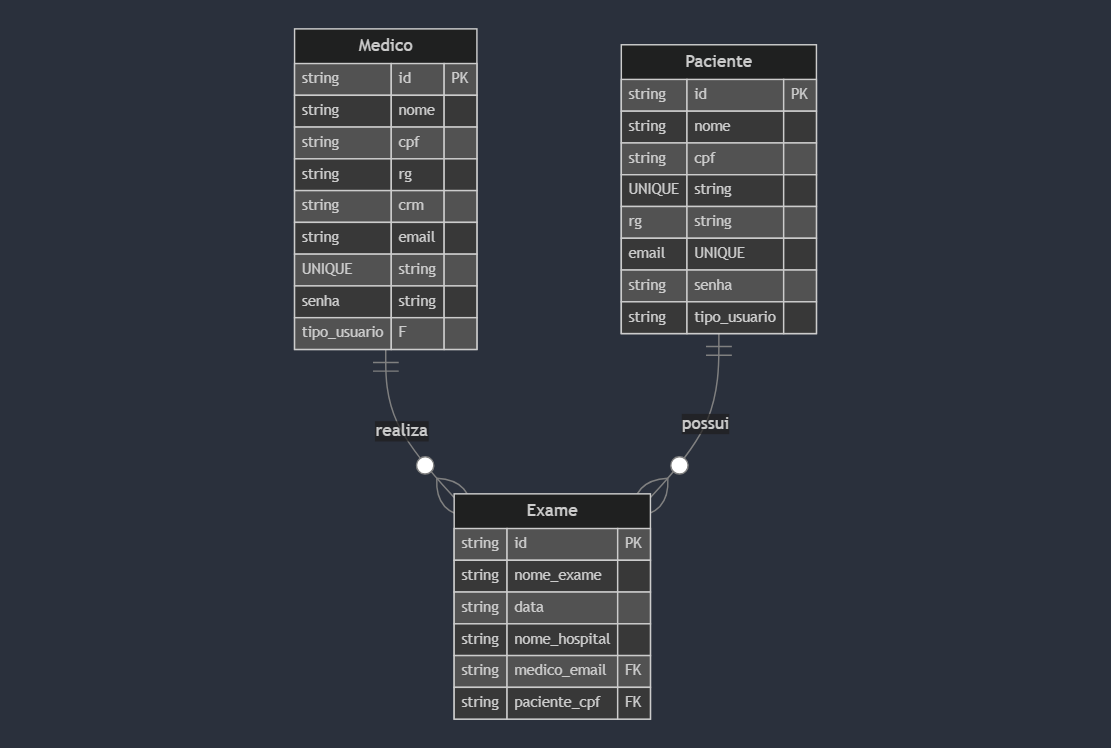 Medico
string id PK
string nome
string cpf
string rg
string crm
string email
UNIQUE string
senha string
tipo_usuario F
Paciente
string id PK
string nome
string cpf
UNIQUE string
rg string
email UNIQUE
string senha
string tipo_usuario
realiza
possui
Exame
string id PK
string nome_exame
string data
string nome_hospital
string medico_email FK
string paciente_cpf FK